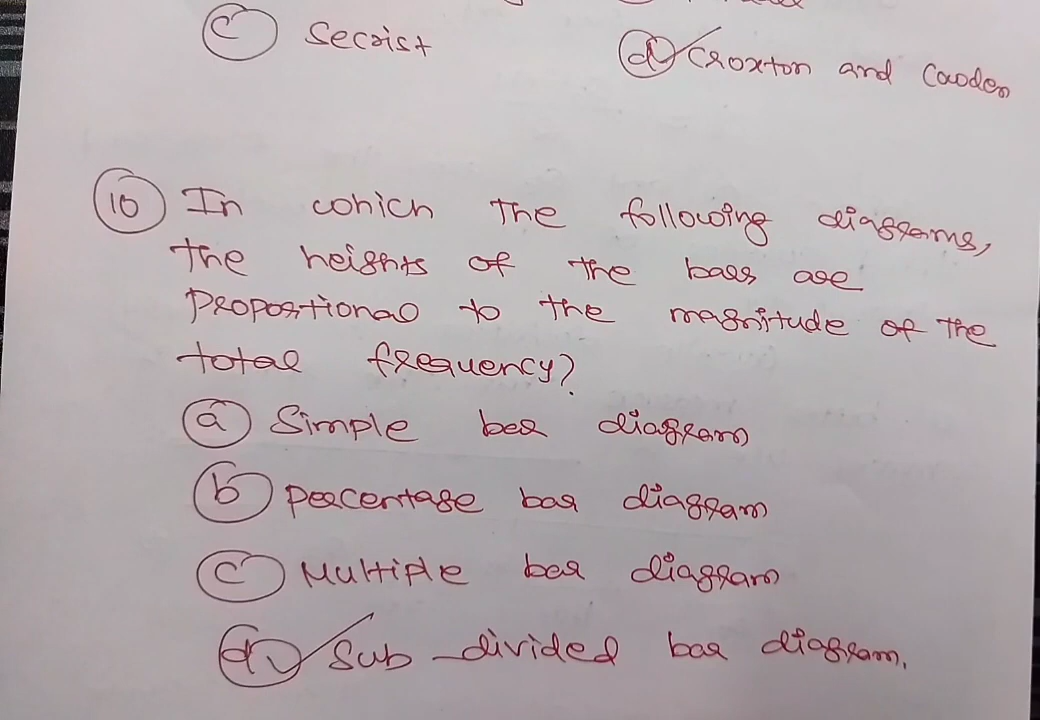 c Secrist d Croxton and Cowden
10 In which the following diagrams,
the heights of the bars are
Proportional to the magnitude of the
total frequency?
a Simple bar diagram
b percentage bar diagram
c Multiple bar diagram
d Sub-divided bar diagram.